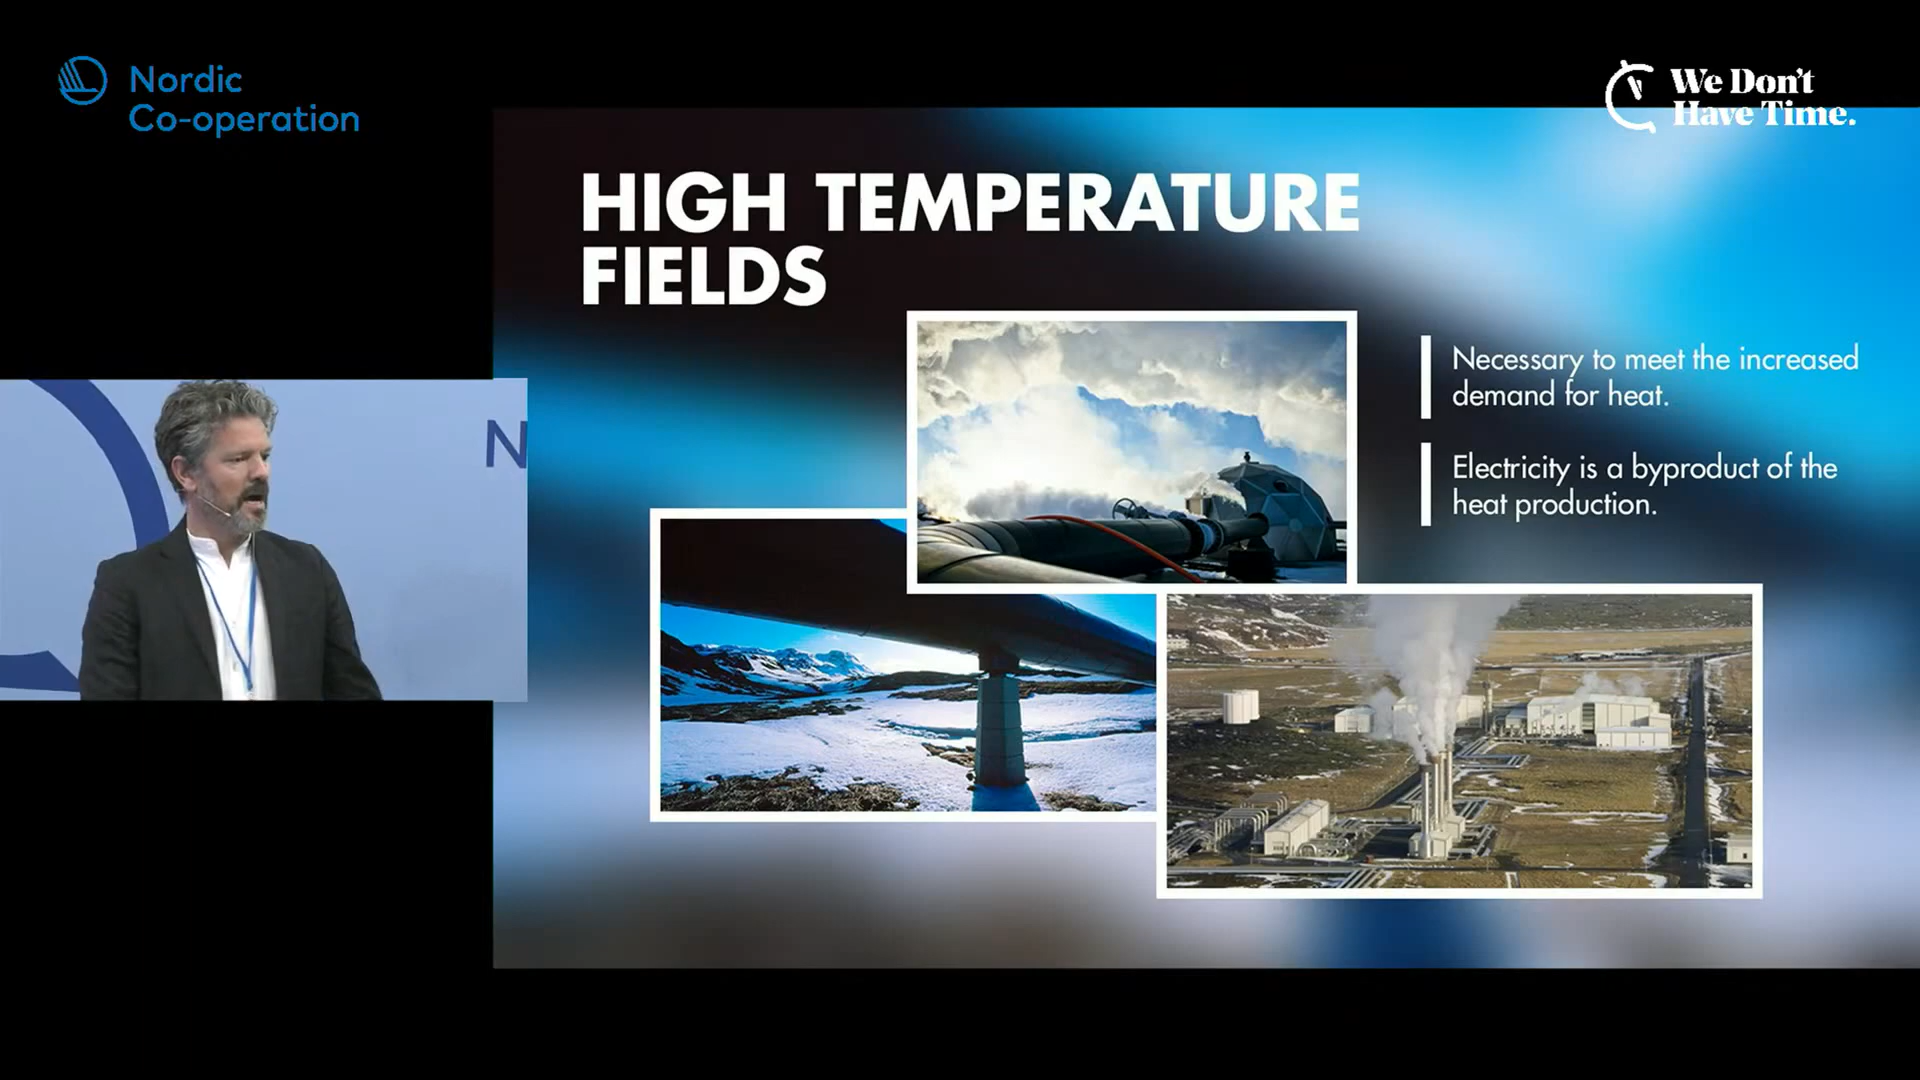 Nordic
Co-operation
We Don't
Have Time.
HIGH TEMPERATURE
FIELDS
Necessary to meet the increased
demand for heat.
Electricity is a byproduct of the
heat production.
N